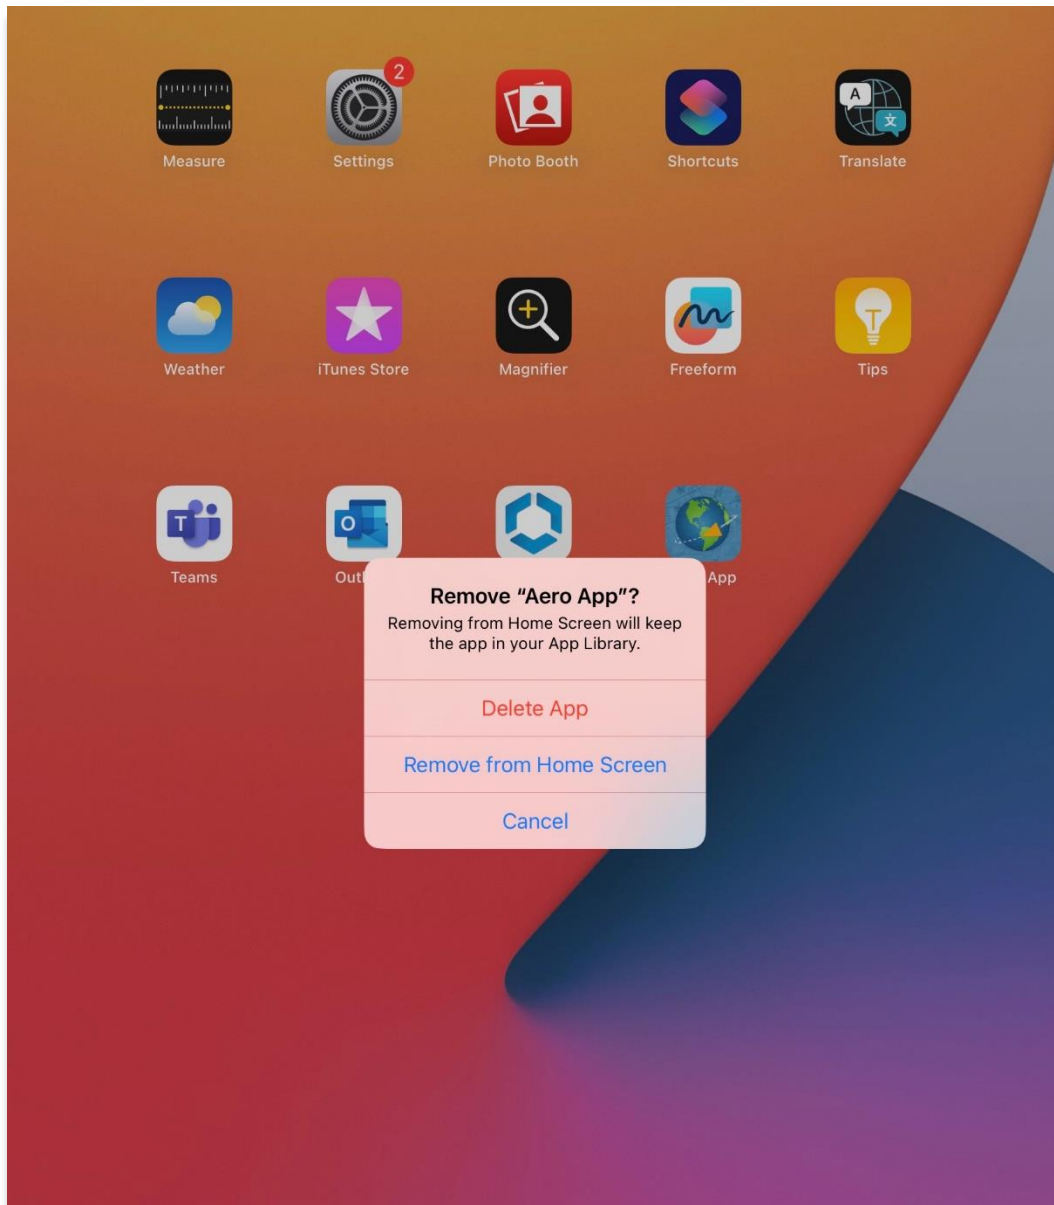 2
Measure
Settings
Photo Booth
Shortcuts
A
文
Translate
Weather
iTunes Store
Magnifier
Freeform
T
Tips
T
Teams
O
Outl
App
Remove “Aero App”?
Removing from Home Screen will keep
the app in your App Library.
Delete App
Remove from Home Screen
Cancel